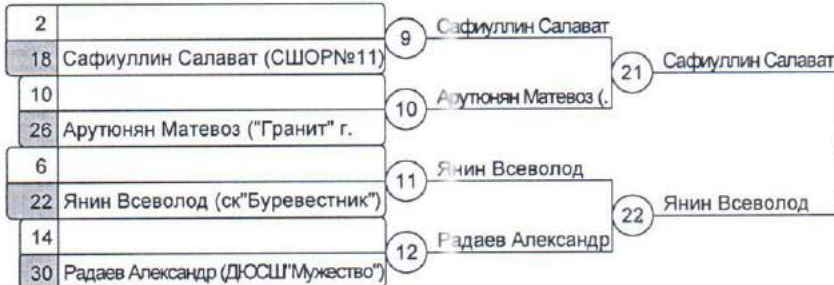 2
18 Сафиуллин Салават (СШОР№11)
9 Сафиуллин Салават
10
26 Арутюнян Матевоз ("Гранит" г.
10 Арутюнян Матевоз (.
21 Сафиуллин Салават
6
22 Янин Всеволод (ск"Буревестник")
11 Янин Всеволод
14
30 Радаев Александр (ДЮСШ"Мужество")
12 Радаев Александр
22 Янин Всеволод